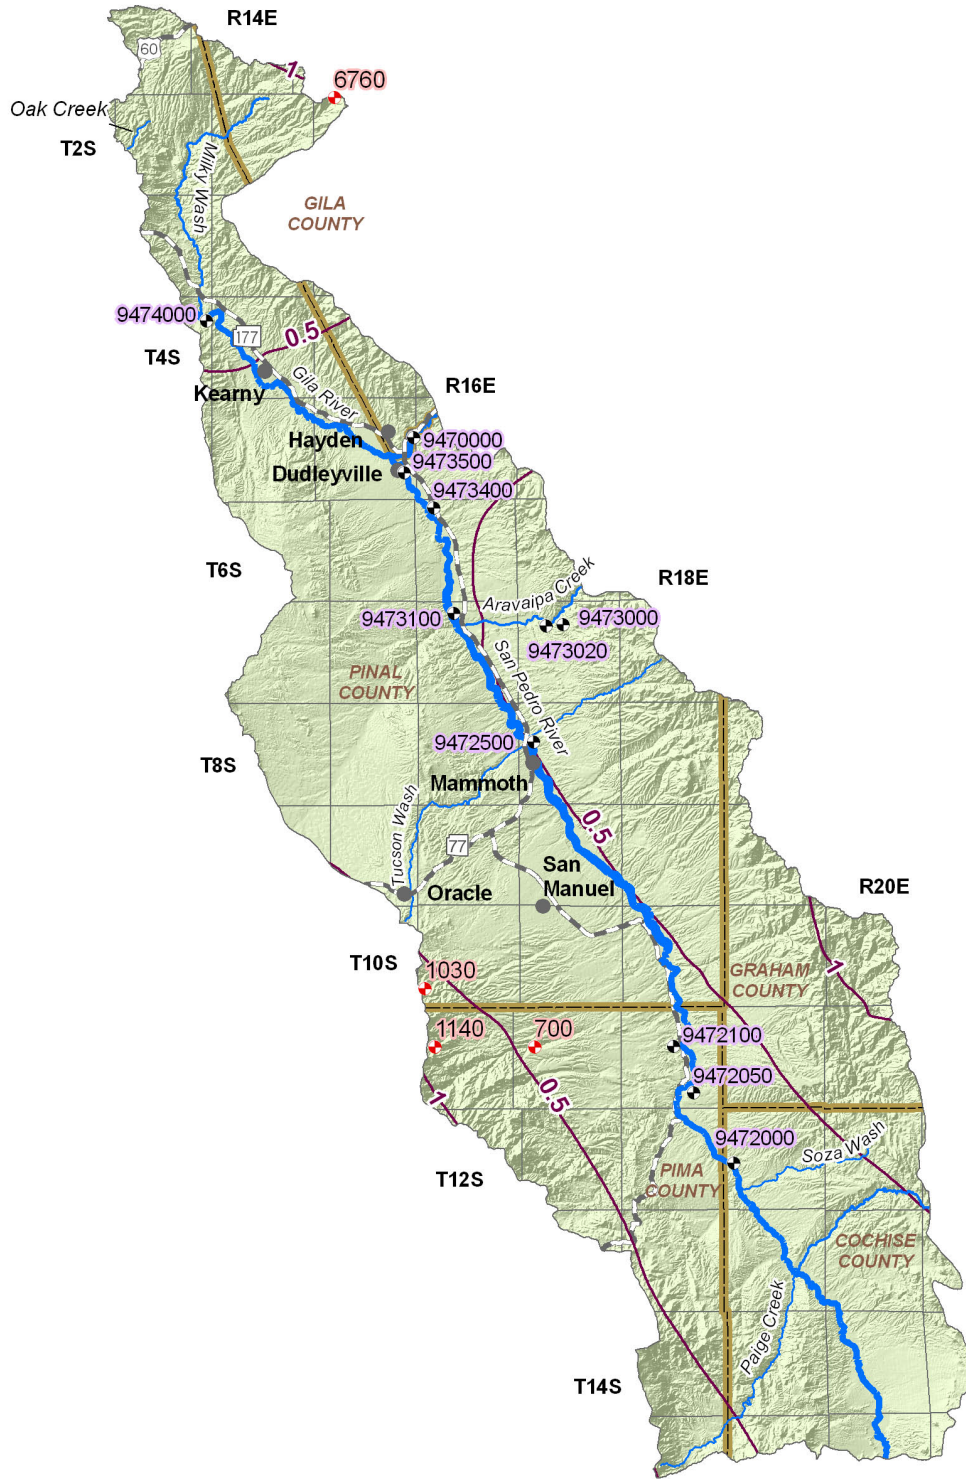 R14E
60
1
6760
Oak Creek
T2S
Milky Wash
GILA
COUNTY
9474000
177
0.5
T4S
Kearny
Gila River
R16E
Hayden
9470000
9473500
Dudleyville
9473400
T6S
Aravaipa Creek
R18E
9473100
9473000
9473020
PINAL
COUNTY
San Pedro River
9472500
T8S
Mammoth
Tucson Wash
0.5
77
San
Manuel
Oracle
R20E
T10S
1030
GRAHAM
COUNTY
1
1140
700
9472100
9472050
1
0.5
9472000
Soza Wash
T12S
PIMA
COUNTY
COCHISE
COUNTY
Paige Creek
T14S